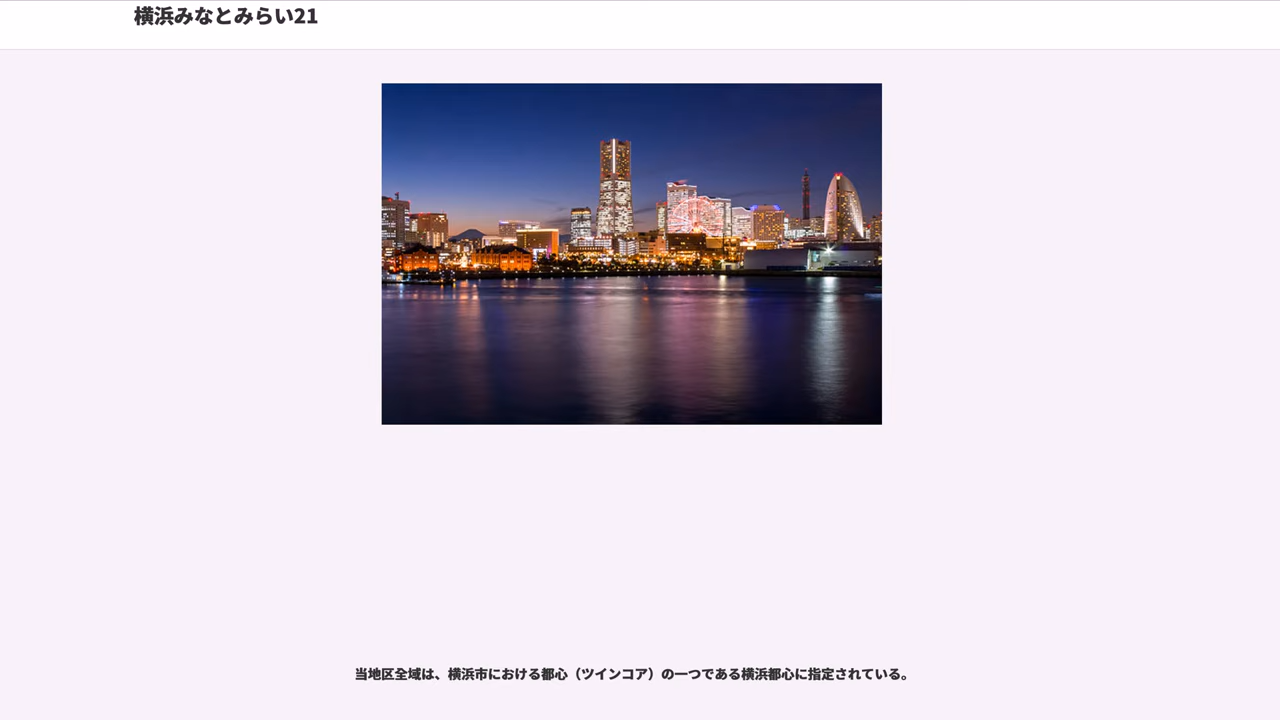 横浜みなとみらい21
当地区全域は、横浜市における都心（ツインコア）の一つである横浜都心に指定されている。